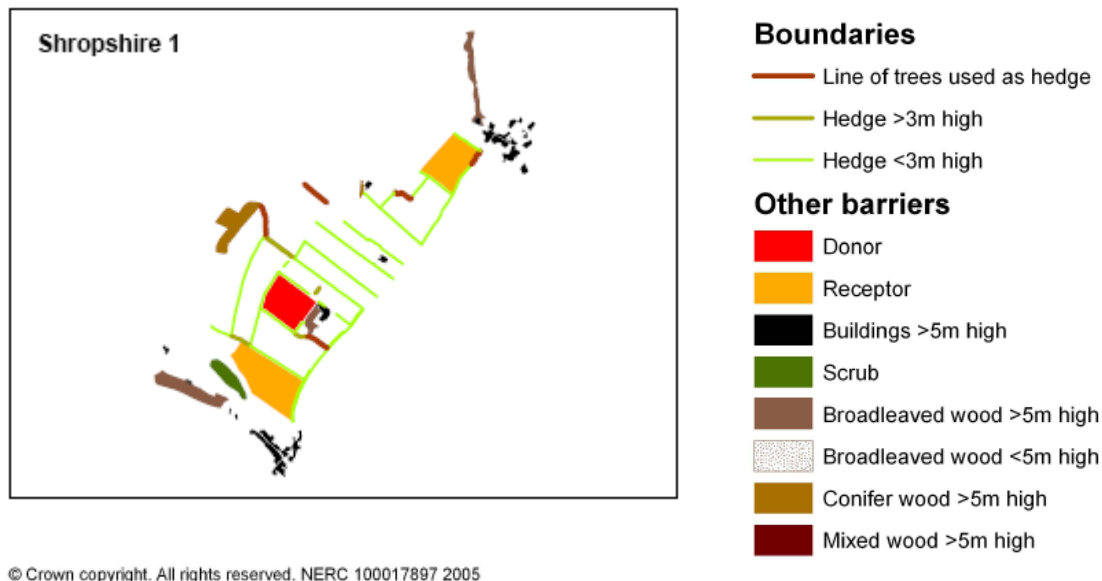 Shropshire 1
Boundaries
Line of trees used as hedge
Hedge >3m high
Hedge <3m high
Other barriers
Donor
Receptor
Buildings >5m high
Scrub
Broadleaved wood >5m high
Broadleaved wood <5m high
Conifer wood >5m high
Mixed wood >5m high
© Crown copyright. All rights reserved. NERC 100017897 2005